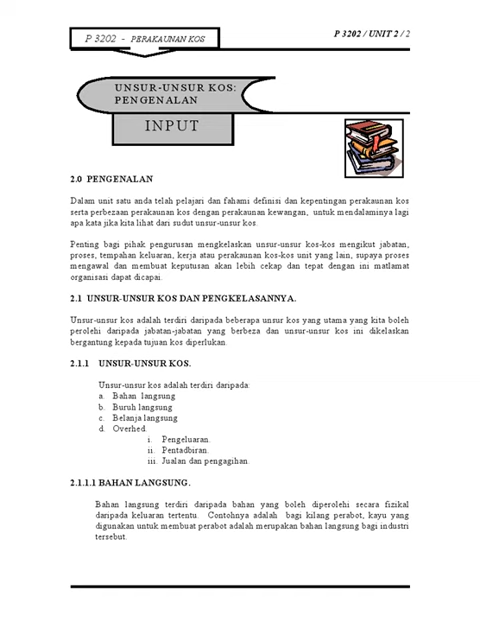 P 3202 - PERAKAUNAN KOS
P 3202 / UNIT 2 / 2
UNSUR-UNSUR KOS:
PENGENALAN
INPUT
2.0 PENGENALAN
Dalam unit satu anda telah pelajari dan fahami definisi dan kepentingan perakaunan kos
serta perbezaan perakaunan kos dengan perakaunan kewangan, untuk mendalaminya lagi
apa kata jika kita lihat dari sudut unsur-unsur kos.
Penting bagi pihak pengurusan mengkelaskan unsur-unsur kos-kos mengikut jabatan,
proses, tempahan keluaran, kerja atau perakaunan kos-kos unit yang lain, supaya proses
mengawal dan membuat keputusan akan lebih cekap dan tepat dengan ini matlamat
organisasi dapat dicapai.
2.1 UNSUR-UNSUR KOS DAN PENGKELASANNYA.
Unsur-unsur kos adalah terdiri daripada beberapa unsur kos yang utama yang kita boleh
perolehi daripada jabatan-jabatan yang berbeza dan unsur-unsur kos ini dikelaskan
bergantung kepada tujuan kos diperlukan.
2.1.1 UNSUR-UNSUR KOS.
Unsur-unsur kos adalah terdiri daripada:
a. Bahan langsung
b. Buruh langsung
c. Belanja langsung
d. Overhed.
i. Pengeluaran.
ii. Pentadbiran.
iii. Jualan dan pengagihan.
2.1.1.1 BAHAN LANGSUNG.
Bahan langsung terdiri daripada bahan yang boleh diperolehi secara fizikal
daripada keluaran tertentu. Contohnya adalah bagi kilang perabot, kayu yang
digunakan untuk membuat perabot adalah merupakan bahan langsung bagi industri
tersebut.